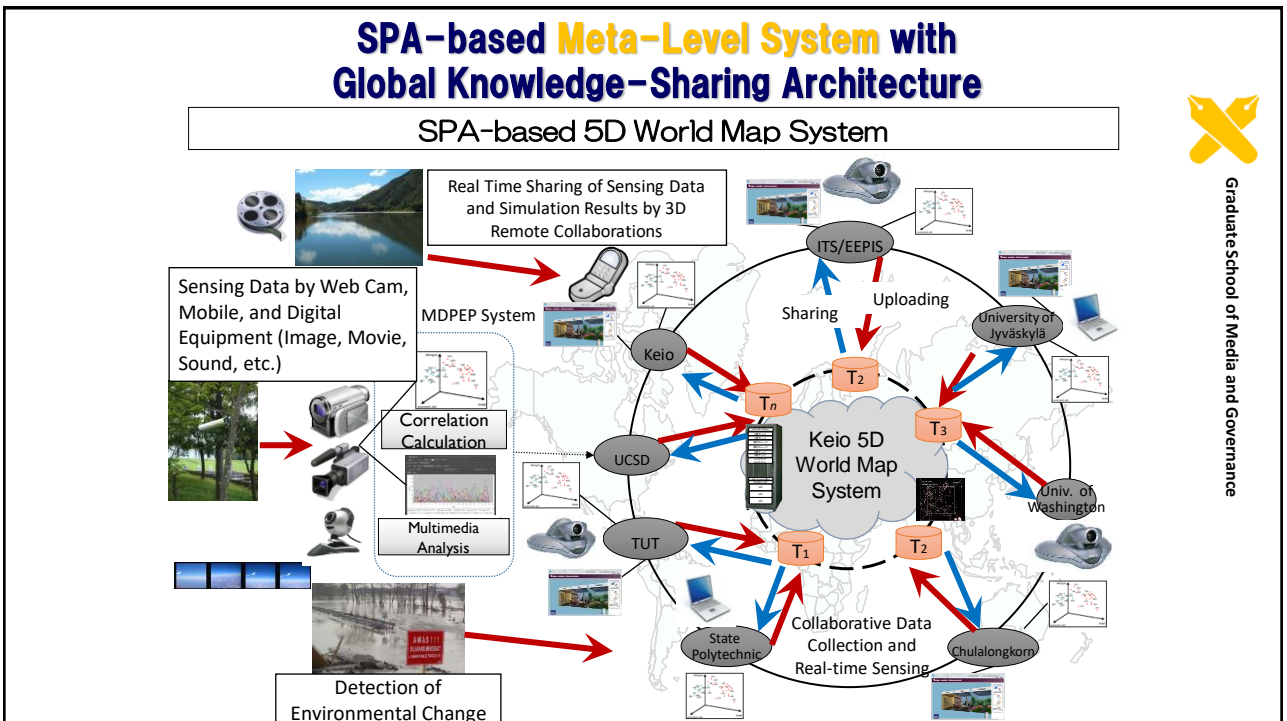 SPA-based Meta-Level System with
Global Knowledge-Sharing Architecture
SPA-based 5D World Map System
Graduate School of Media and Governance
Real Time Sharing of Sensing Data
and Simulation Results by 3D
Remote Collaborations
Sensing Data by Web Cam,
Mobile, and Digital
Equipment (Image, Movie,
Sound, etc.)
MDPEP System
Correlation
Calculation
Multimedia
Analysis
AWAS!!!
Detection of
Environmental Change
ITS/EEPIS
Sharing
Uploading
University of
Jyväskylä
Keio
T2
Tn
T3
UCSD
Keio 5D
World Map
System
Univ. of
Washington
TUT
T1
T2
State
Polytechnic
Collaborative Data
Collection and
Real-time Sensing
Chulalongkorn